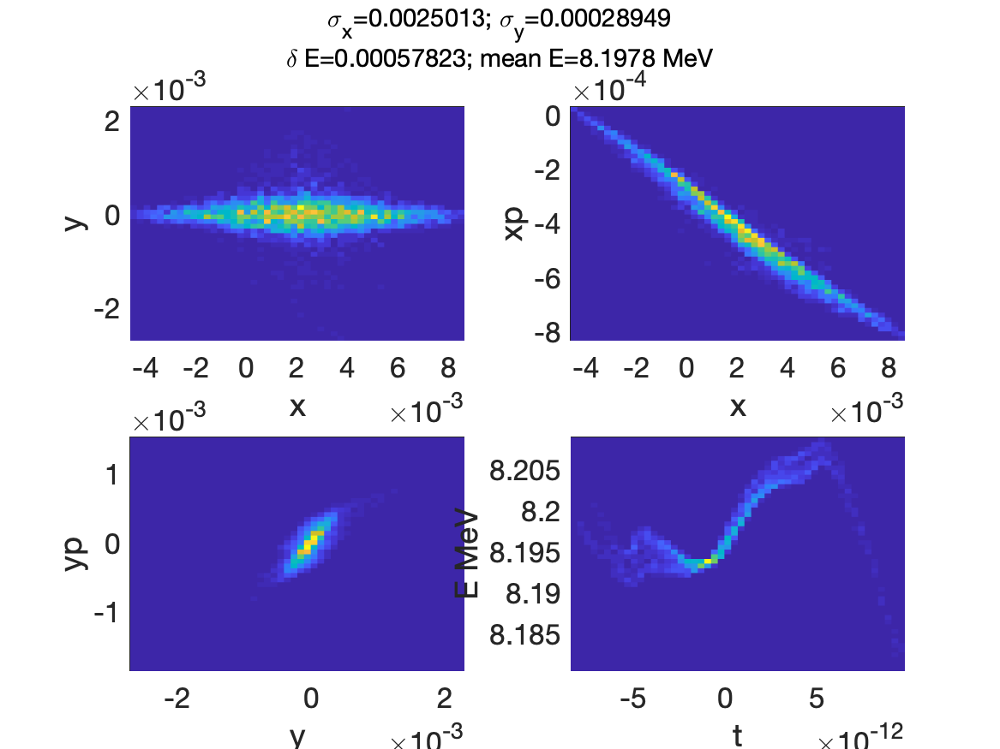 σx=0.0025013; σy=0.00028949
δ E=0.00057823; mean E=8.1978 MeV
×10-3
2
0
-2
y
-4 -2 0 2 4 6 8
x
×10-3
×10-4
0
-2
-4
-6
-8
xp
-4 -2 0 2 4 6 8
x
×10-3
×10-3
1
0
-1
yp
-2 0 2
y
×10-3
8.205
8.2
8.195
8.19
8.185
E MeV
-5 0 5
t
×10-12